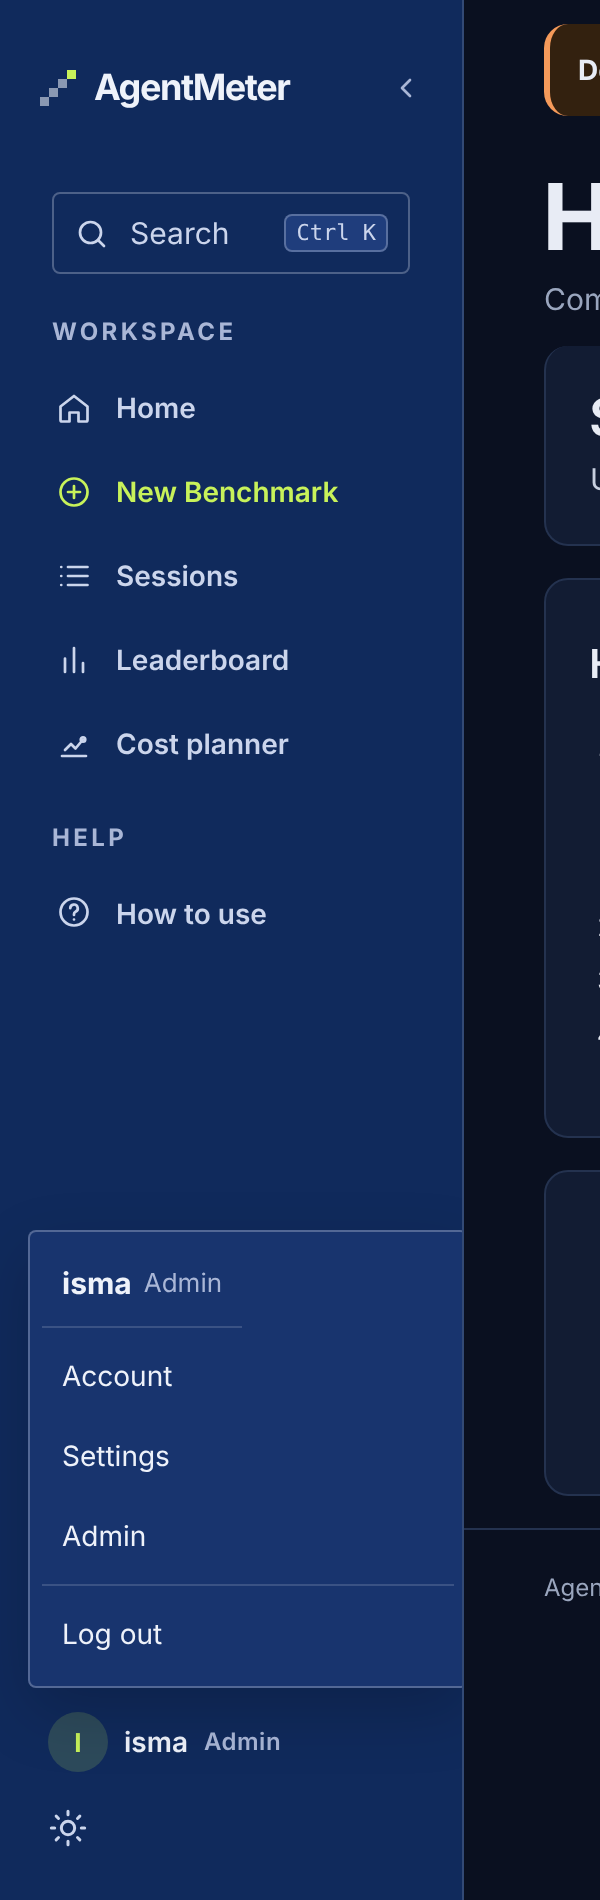 AgentMeter
Search Ctrl K
WORKSPACE
Home
New Benchmark
Sessions
Leaderboard
Cost planner
HELP
How to use
isma Admin
Account
Settings
Admin
Log out
I isma Admin